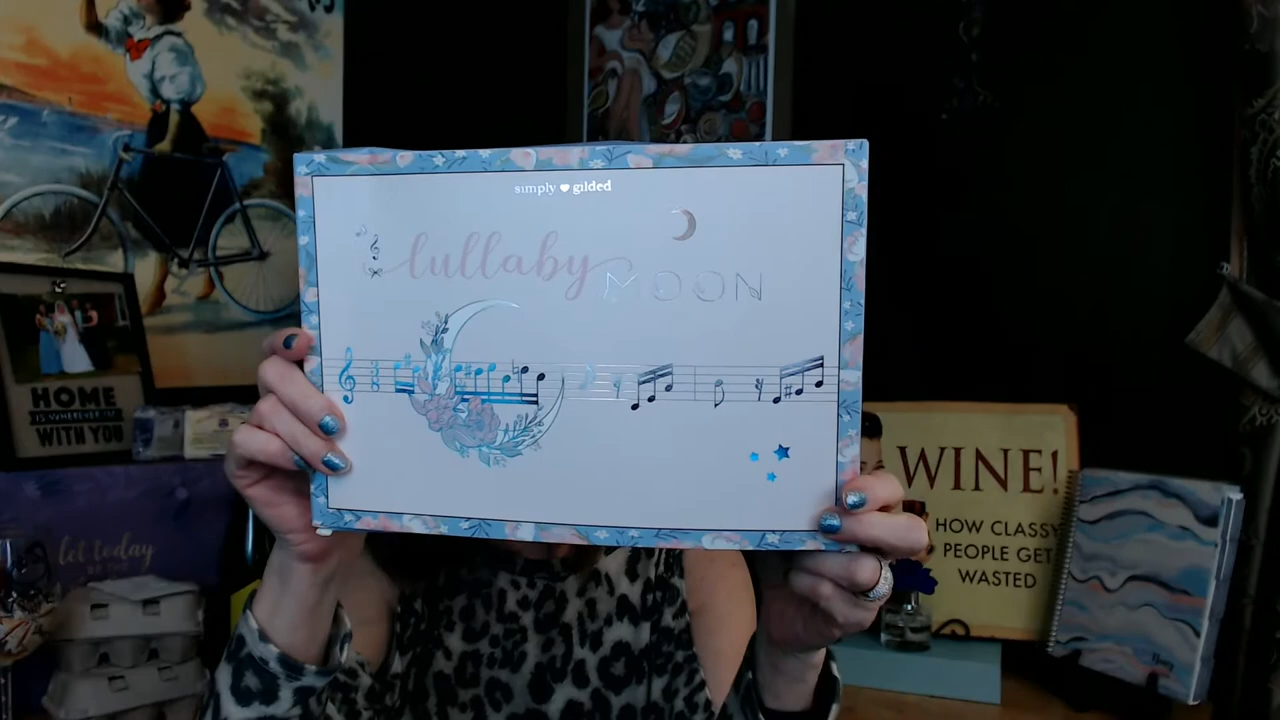 simply gilded
lullaby
MOON
HOME
IS WHEREVER I'M
WITH YOU
let today
WINE!
HOW CLASSY
PEOPLE GET
WASTED